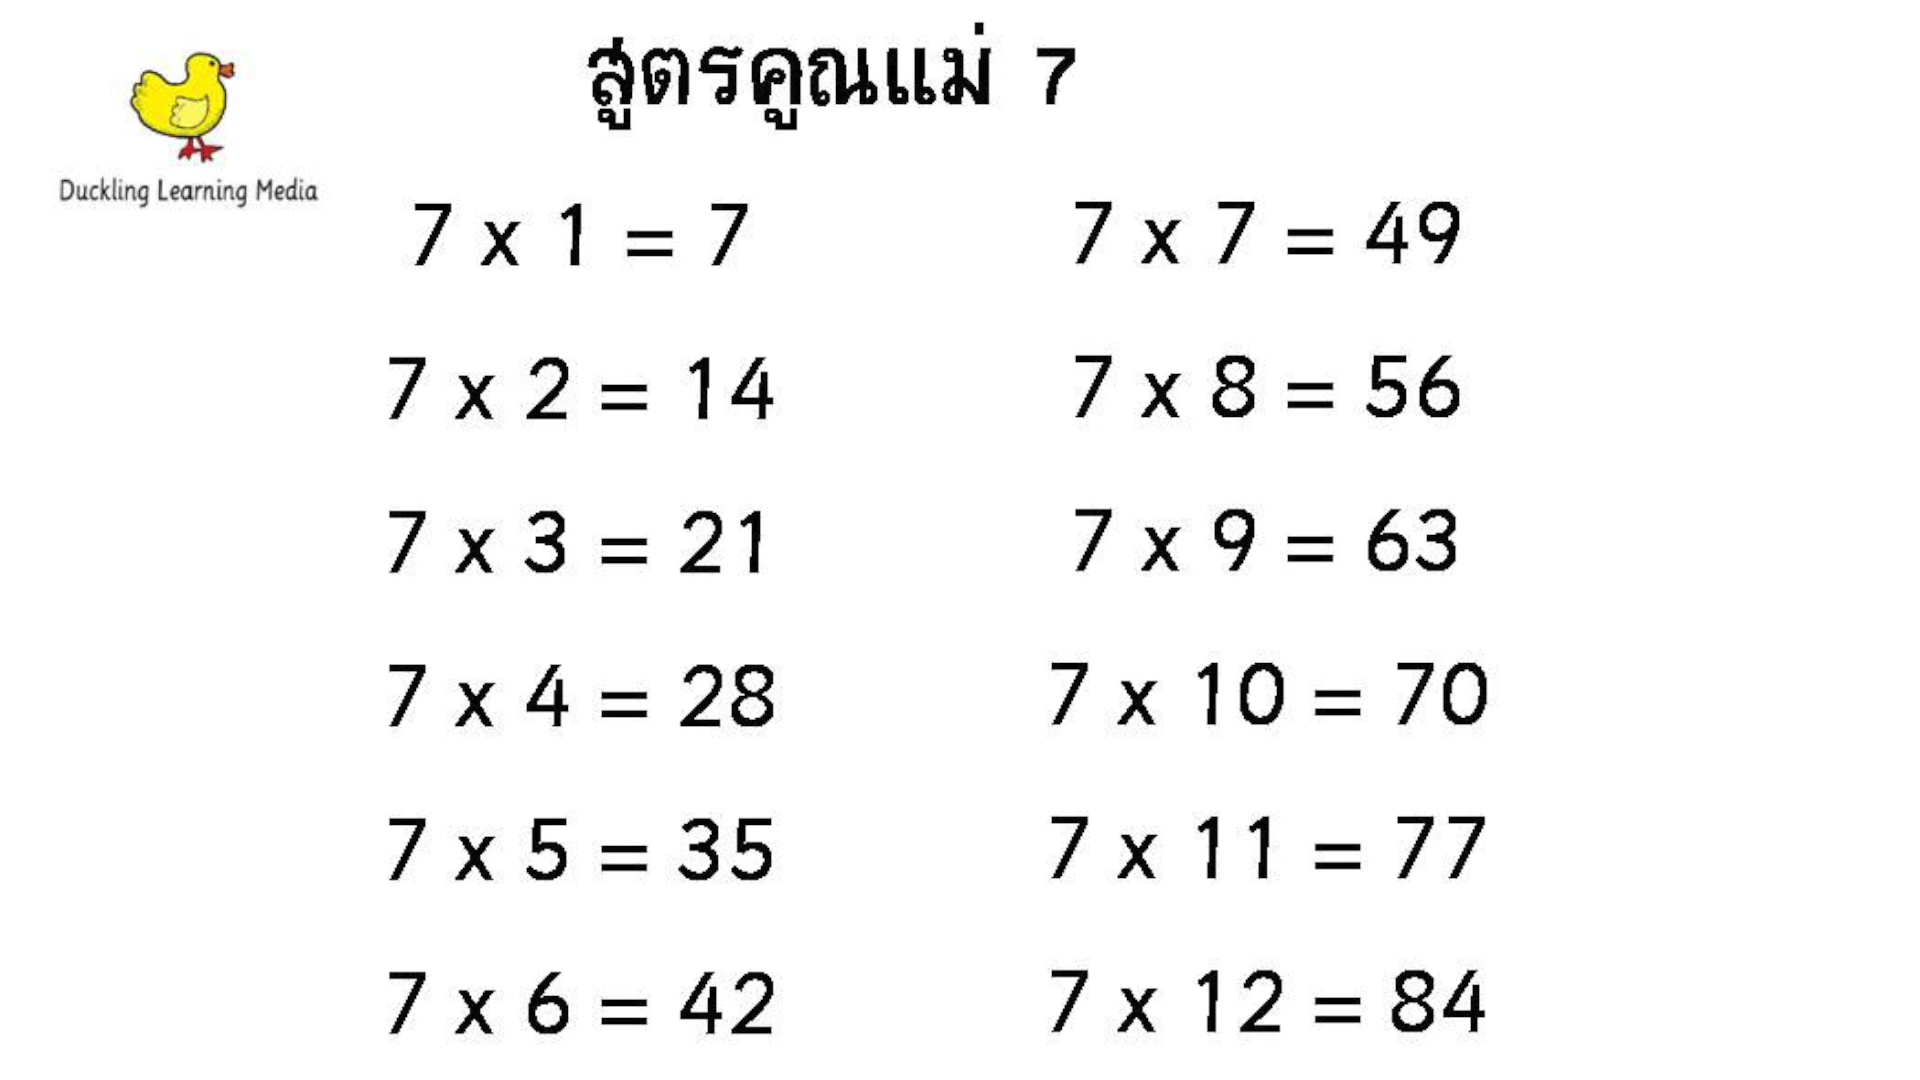 สูตรคูณแม่ 7
Duckling Learning Media
7 x 1 = 7
7 x 2 = 14
7 x 3 = 21
7 x 4 = 28
7 x 5 = 35
7 x 6 = 42
7 x 7 = 49
7 x 8 = 56
7 x 9 = 63
7 x 10 = 70
7 x 11 = 77
7 x 12 = 84